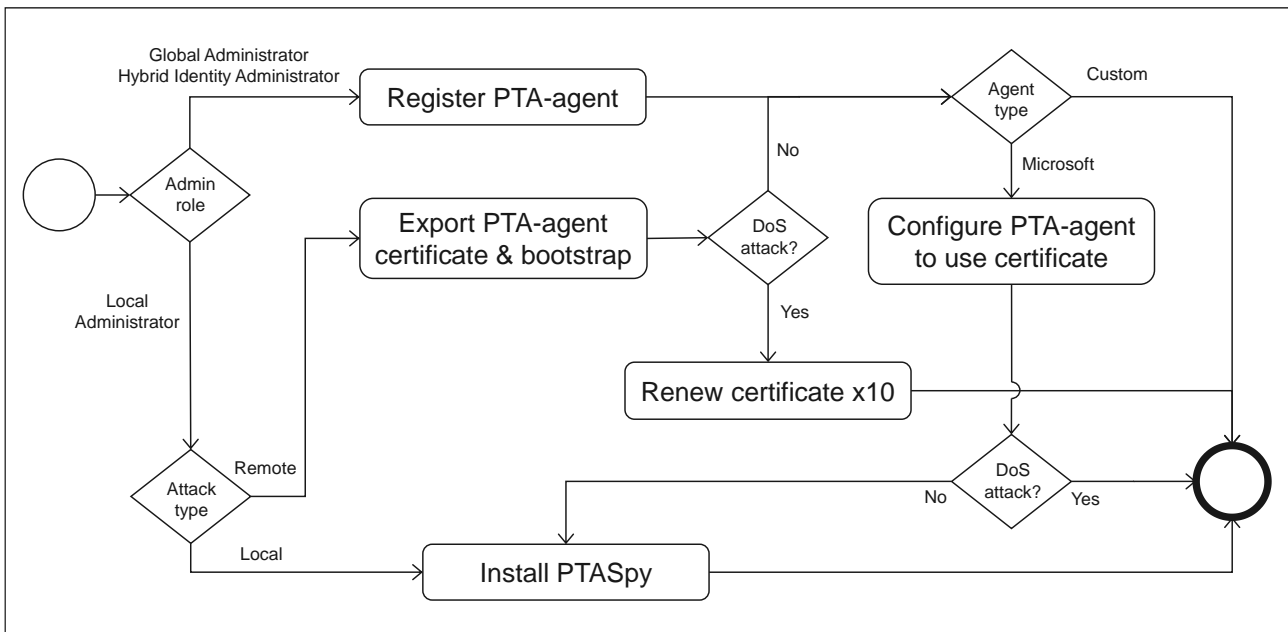 Global Administrator
Hybrid Identity Administrator
Register PTA-agent
Agent
type
Custom
No
Microsoft
Admin
role
Export PTA-agent
certificate & bootstrap
DoS
attack?
Configure PTA-agent
to use certificate
Local
Administrator
Yes
Renew certificate x10
Remote
Attack
type
DoS
attack?
No
Yes
Local
Install PTASpy